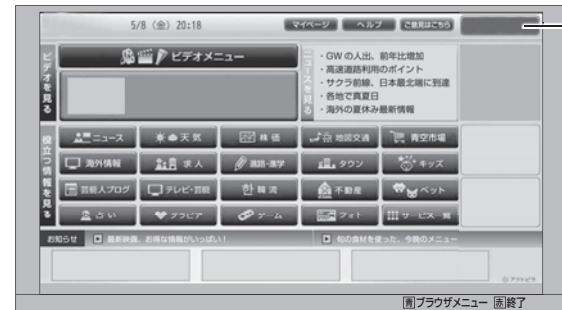 5/8 (金) 20:18
マイページ ヘルプ ご意見はこちら
ビデオを見る
ビデオメニュー
ニュースを見る
・GWの人出、前年比増加
・高速道路利用のポイント
・サクラ前線、日本最北端に到達
・各地で真夏日
・海外の夏休み最新情報
役立つ情報を見る
ニュース 天気 株価 地図交通 青空市場
海外情報 求人 進路・進学 タウン キッズ
芸能人ブログ テレビ・芸能 한 韓流 不動産 ペット
占い グラビア ゲーム フォト サービス一覧
お知らせ 最新映画、お得な情報がいっぱい! 旬の食材を使った、今晩のメニュー
アクトビラ
青 ブラウザメニュー 赤 終了